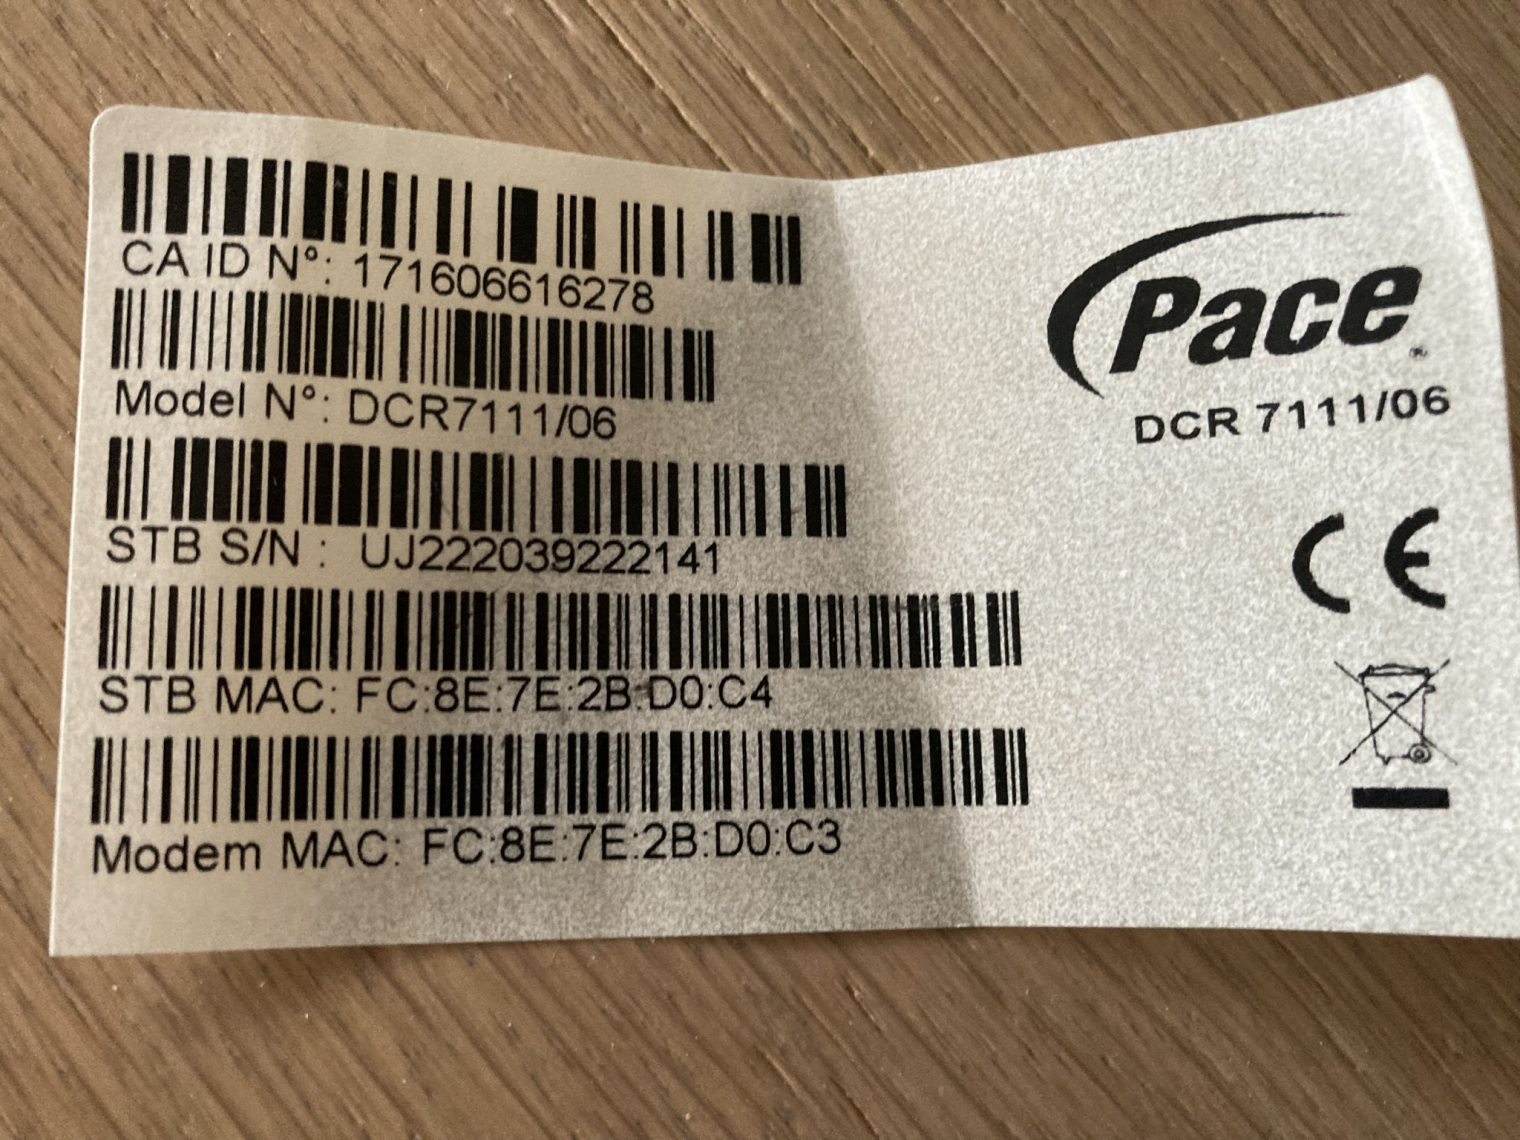 CA ID N°: 171606616278
Model N°: DCR7111/06
STB S/N : UJ222039222141
STB MAC: FC:8E:7E:2B:D0:C4
Modem MAC: FC:8E:7E:2B:D0:C3
Pace
DCR 7111/06
CE